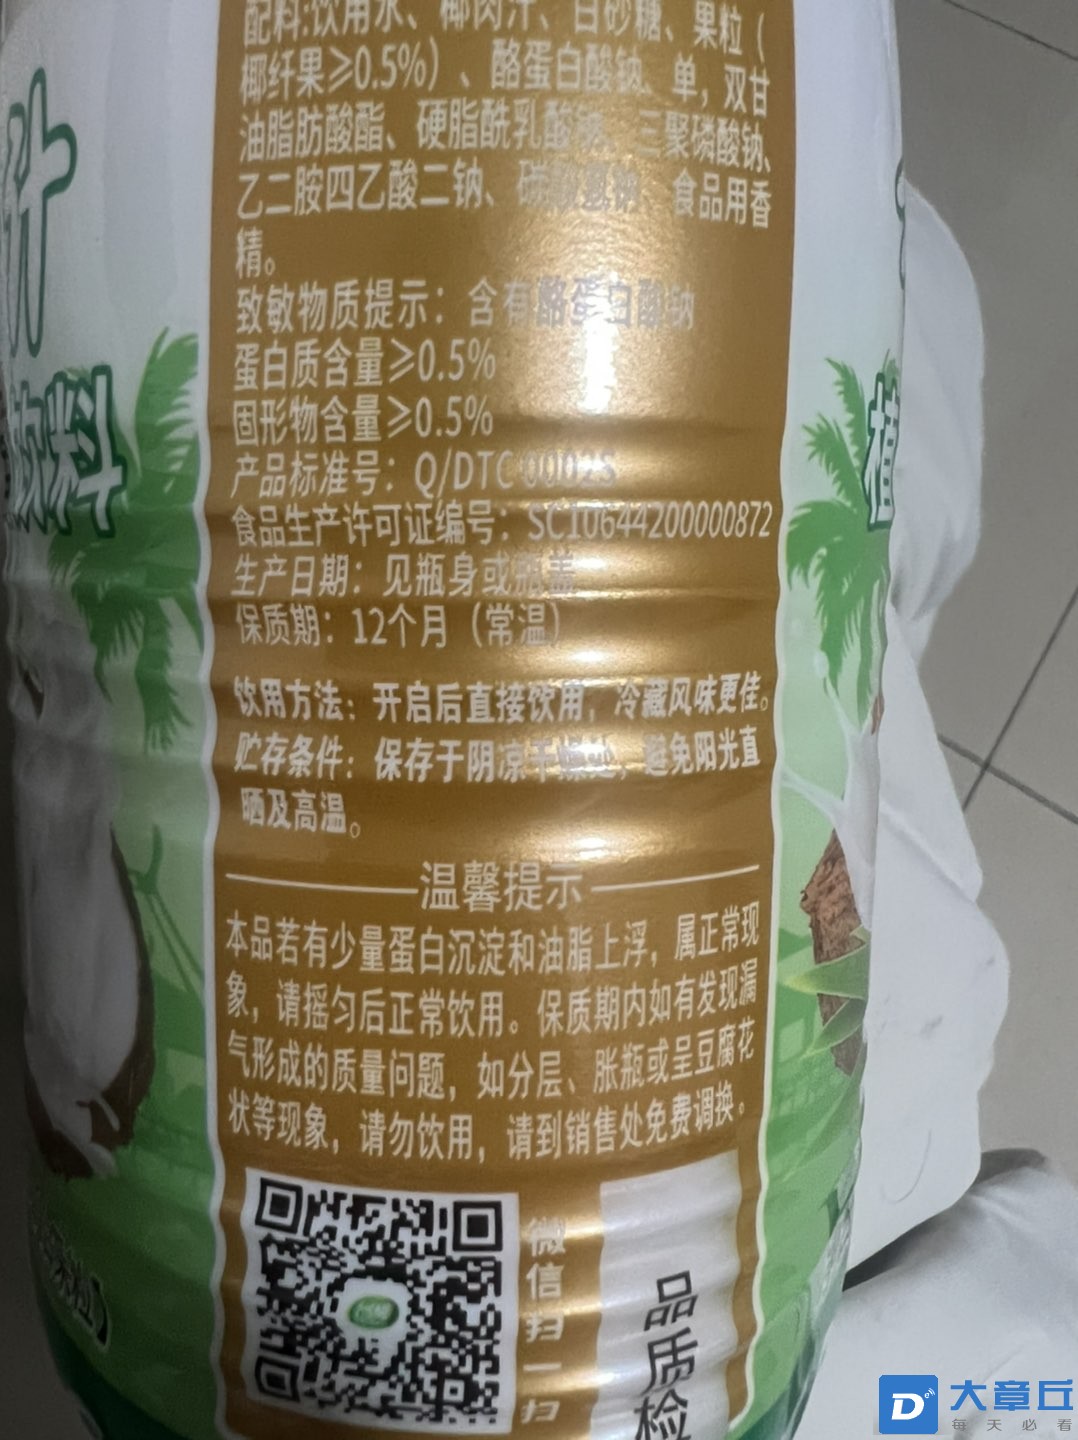 配料:饮用水、椰肉汁、白砂糖、果粒(
椰纤果≥0.5%)、酪蛋白酸钠、单，双甘
油脂肪酸酯、硬脂酰乳酸钠、三聚磷酸钠、
乙二胺四乙酸二钠、碳酸氢钠、食品用香
精。
致敏物质提示：含有酪蛋白酸钠
蛋白质含量≥0.5%
固形物含量≥0.5%
产品标准号：Q/DTC 0002S
食品生产许可证编号：SC10644200000872
生产日期：见瓶身或瓶盖
保质期：12个月（常温）
饮用方法：开启后直接饮用，冷藏风味更佳。
贮存条件：保存于阴凉干燥处，避免阳光直
晒及高温。
温馨提示
本品若有少量蛋白沉淀和油脂上浮，属正常现
象，请摇匀后正常饮用。保质期内如有发现漏
气形成的质量问题，如分层、胀瓶或呈豆腐花
状等现象，请勿饮用，请到销售处免费调换。
微信扫一扫
品质检
汁
饮料
植
果粒】
大章丘
每天必看